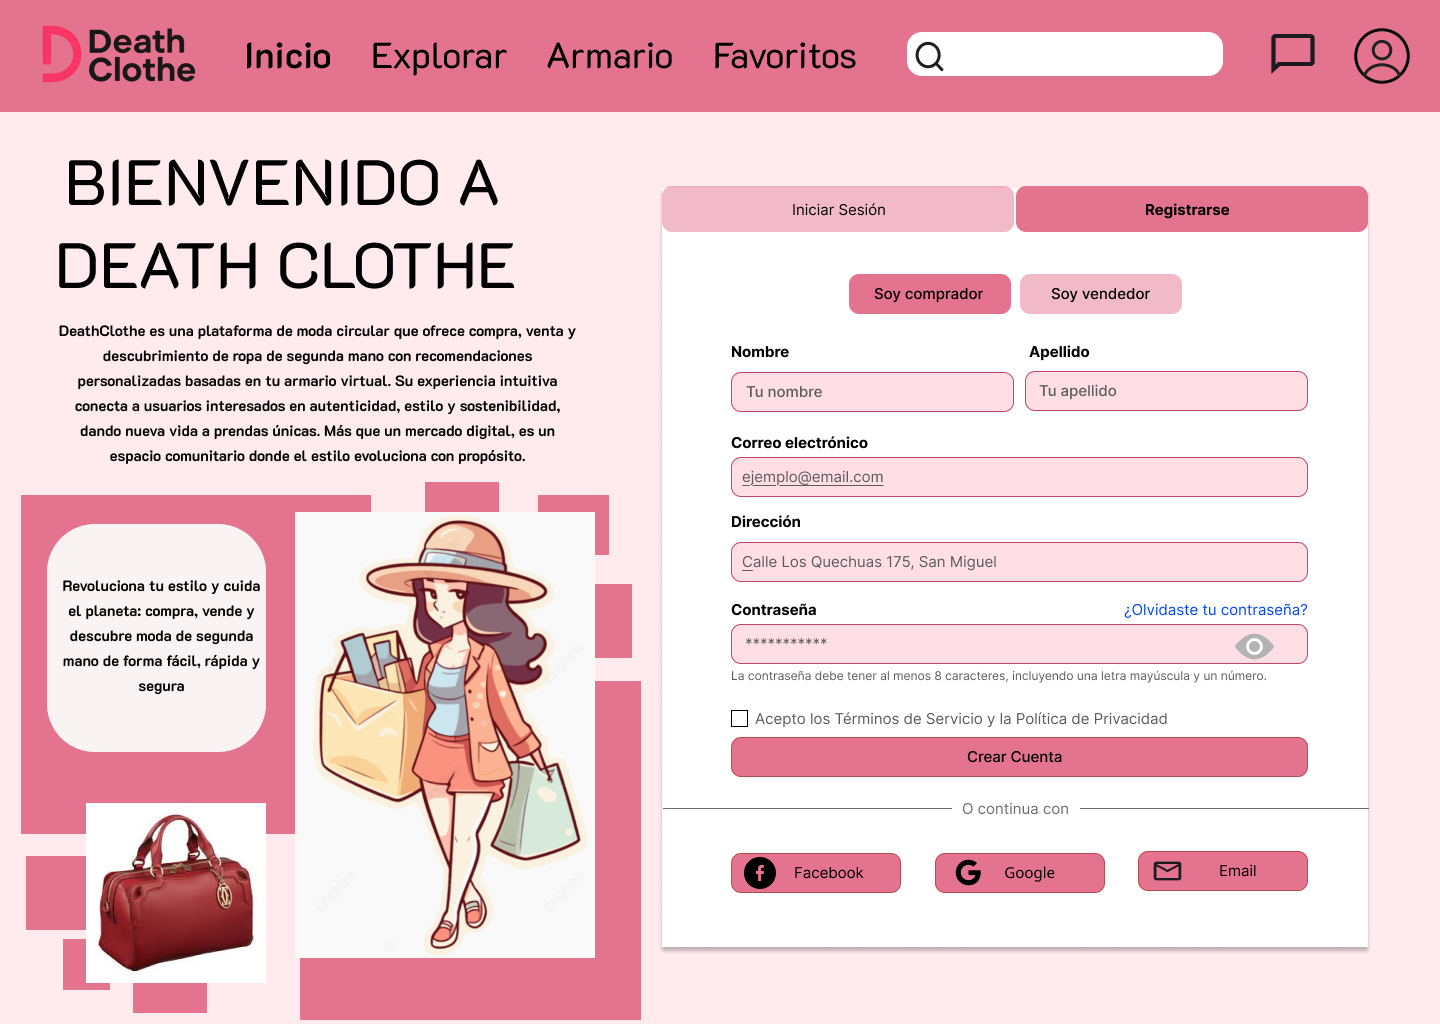 Death
Clothe
Inicio Explorar Armario Favoritos
BIENVENIDO A
DEATH CLOTHE
DeathClothe es una plataforma de moda circular que ofrece compra, venta y
descubrimiento de ropa de segunda mano con recomendaciones
personalizadas basadas en tu armario virtual. Su experiencia intuitiva
conecta a usuarios interesados en autenticidad, estilo y sostenibilidad,
dando nueva vida a prendas únicas. Más que un mercado digital, es un
espacio comunitario donde el estilo evoluciona con propósito.
Revoluciona tu estilo y cuida
el planeta: compra, vende y
descubre moda de segunda
mano de forma fácil, rápida y
segura
Iniciar Sesión Registrarse
Soy comprador Soy vendedor
Nombre Apellido
Tu nombre Tu apellido
Correo electrónico
ejemplo@email.com
Dirección
Calle Los Quechuas 175, San Miguel
Contraseña ¿Olvidaste tu contraseña?
***********
La contraseña debe tener al menos 8 caracteres, incluyendo una letra mayúscula y un número.
Acepto los Términos de Servicio y la Política de Privacidad
Crear Cuenta
O continua con
Facebook Google Email